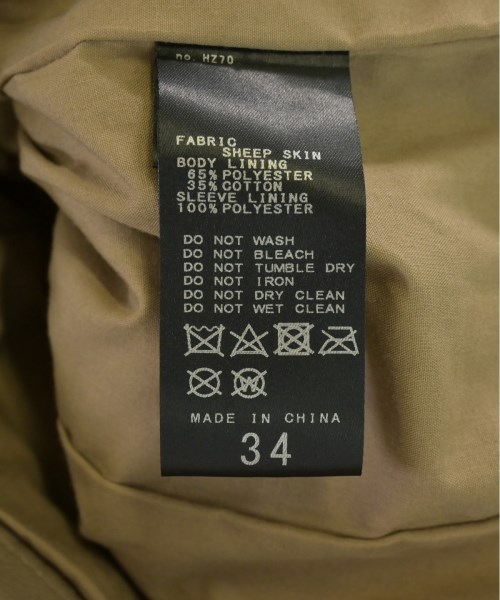 no. HZ70
FABRIC
SHEEP SKIN
BODY LINING
65% POLYESTER
35% COTTON
SLEEVE LINING
100% POLYESTER
DO NOT WASH
DO NOT BLEACH
DO NOT TUMBLE DRY
DO NOT IRON
DO NOT DRY CLEAN
DO NOT WET CLEAN
W
MADE IN CHINA
34